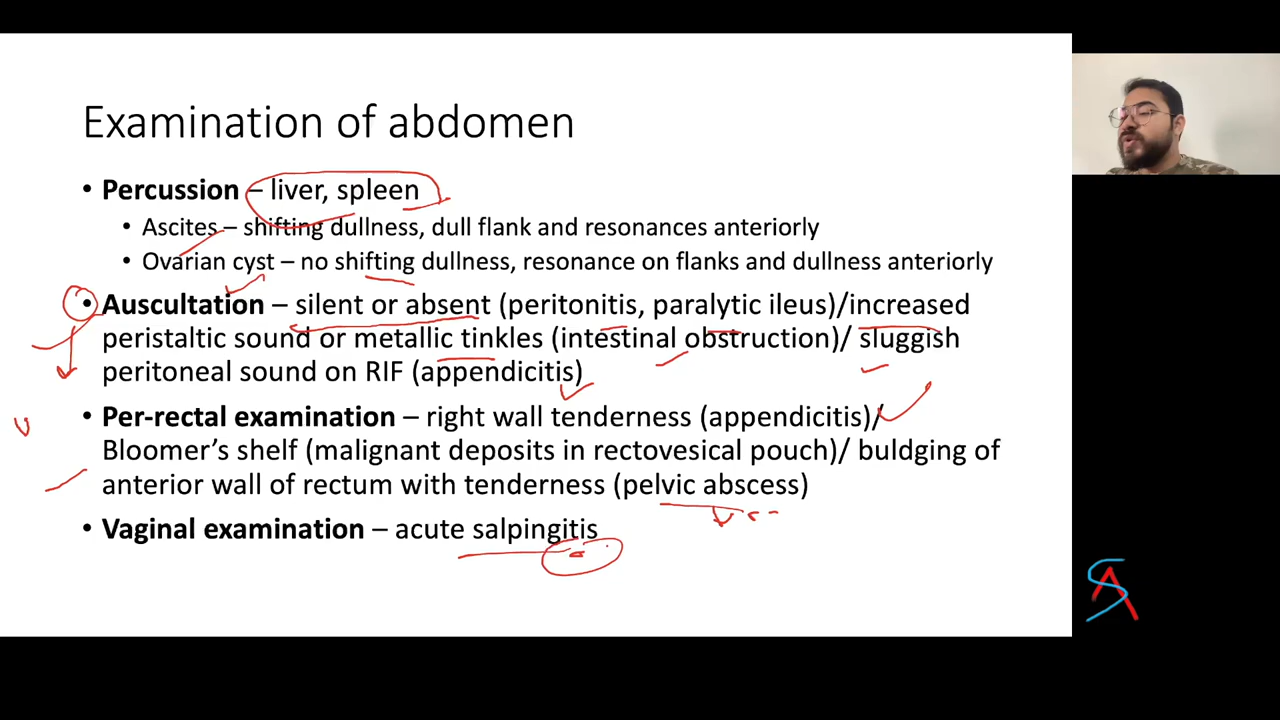 Examination of abdomen
• Percussion – liver, spleen
• Ascites – shifting dullness, dull flank and resonances anteriorly
• Ovarian cyst – no shifting dullness, resonance on flanks and dullness anteriorly
• Auscultation – silent or absent (peritonitis, paralytic ileus)/increased
peristaltic sound or metallic tinkles (intestinal obstruction)/ sluggish
peritoneal sound on RIF (appendicitis)
• Per-rectal examination – right wall tenderness (appendicitis)/
Bloomer’s shelf (malignant deposits in rectovesical pouch)/ buldging of
anterior wall of rectum with tenderness (pelvic abscess)
• Vaginal examination – acute salpingitis
SA